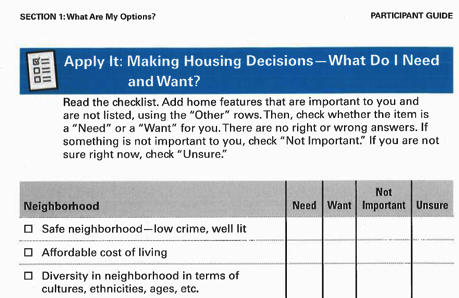 SECTION 1: What Are My Options?
PARTICIPANT GUIDE
Apply It: Making Housing Decisions—What Do I Need
and Want?
Read the checklist. Add home features that are important to you and
are not listed, using the "Other" rows. Then, check whether the item is
a "Need" or a "Want" for you. There are no right or wrong answers. If
something is not important to you, check "Not Important." If you are not
sure right now, check "Unsure."
Neighborhood Need Want Not Important Unsure
Safe neighborhood—low crime, well lit
Affordable cost of living
Diversity in neighborhood in terms of
cultures, ethnicities, ages, etc.